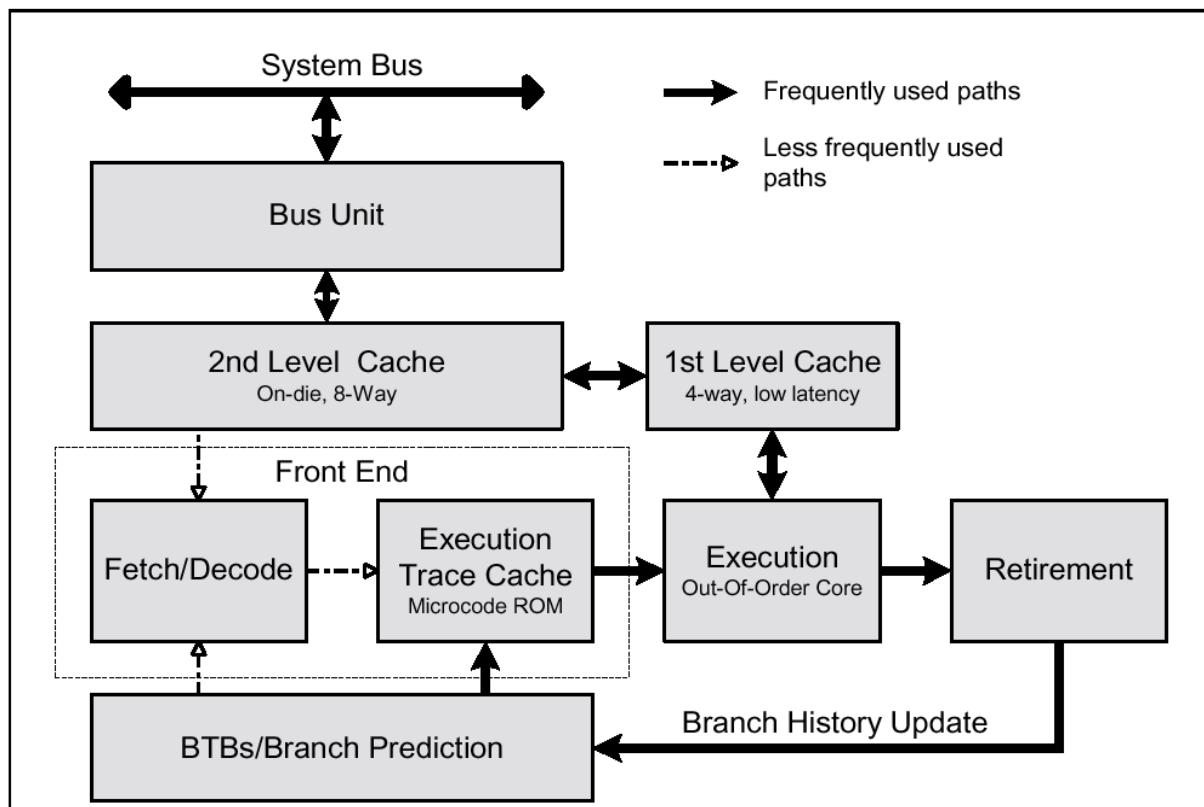 System Bus
Frequently used paths
Less frequently used
paths
Bus Unit
2nd Level Cache
On-die, 8-Way
1st Level Cache
4-way, low latency
Front End
Fetch/Decode
Execution
Trace Cache
Microcode ROM
Execution
Out-Of-Order Core
Retirement
Branch History Update
BTBs/Branch Prediction